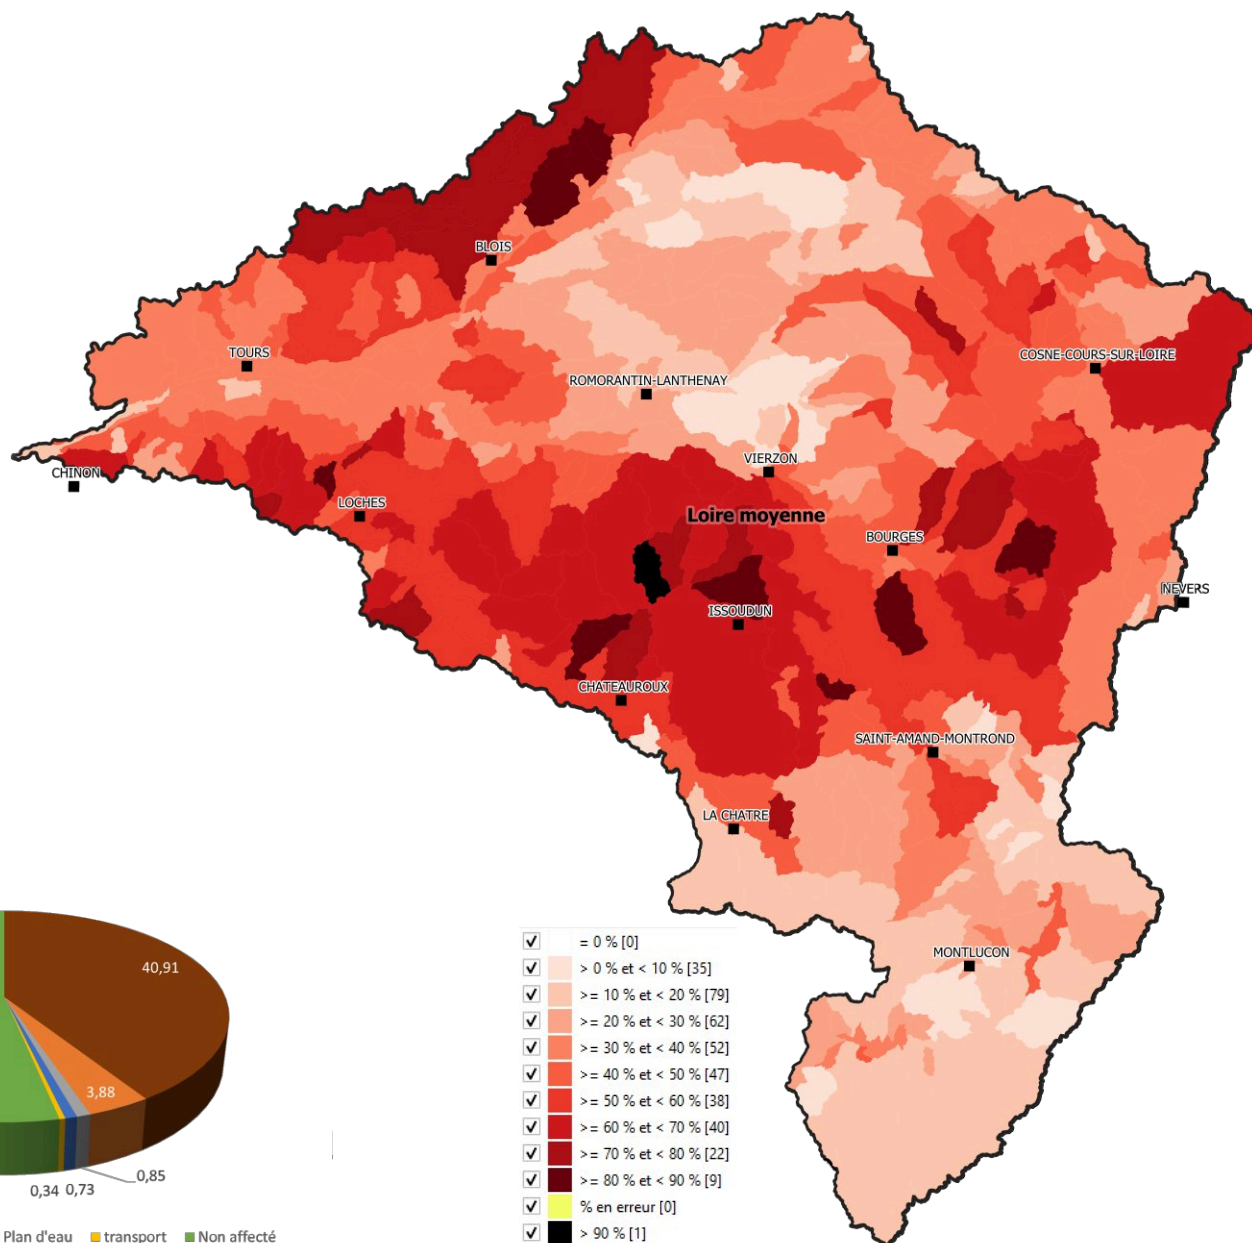 BLOIS
TOURS
COSNE-COURS-SUR-LOIRE
ROMORANTIN-LANTHENAY
VIERZON
CHINON
LOCHES
Loire moyenne
BOURGES
NEVERS
ISSOUDUN
CHATEAUROUX
SAINT-AMAND-MONTROND
LA CHATRE
MONTLUCON
40,91
3,88
0,85
0,34 0,73
Plan d'eau transport Non affecté
= 0 % [0]
> 0 % et < 10 % [35]
>= 10 % et < 20 % [79]
>= 20 % et < 30 % [62]
>= 30 % et < 40 % [52]
>= 40 % et < 50 % [47]
>= 50 % et < 60 % [38]
>= 60 % et < 70 % [40]
>= 70 % et < 80 % [22]
>= 80 % et < 90 % [9]
% en erreur [0]
> 90 % [1]